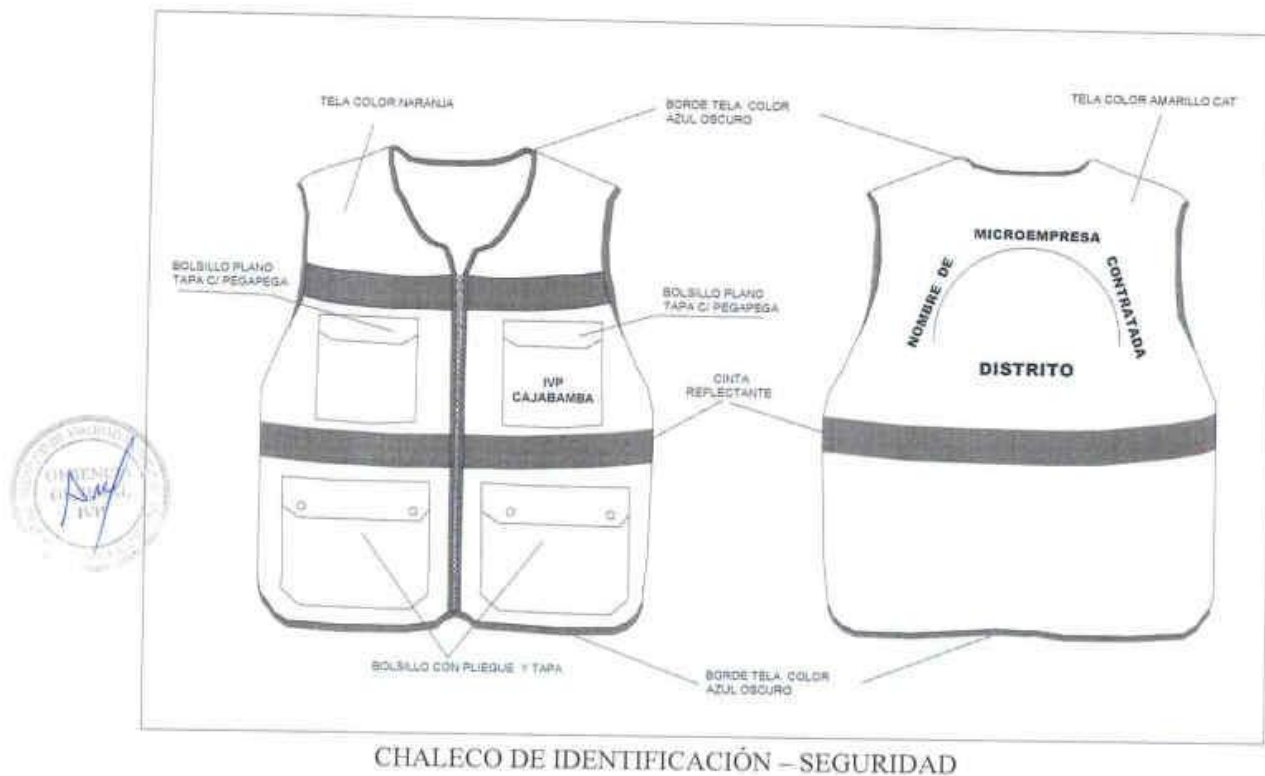 TELA COLOR NARANJA
BORDE TELA COLOR
AZUL OSCURO
TELA COLOR AMARILLO CAT
BOLSILLO PLANO
TAPA C/ PEGAPEGA
BOLSILLO PLANO
TAPA C/ PEGAPEGA
NOMBRE DE MICROEMPRESA CONTRATADA
DISTRITO
IVP
CAJABAMBA
CINTA
REFLECTANTE
GERENCIA
GENERAL
IVP
BOLSILLO CON PLIEGUE Y TAPA
BORDE TELA COLOR
AZUL OSCURO
CHALECO DE IDENTIFICACIÓN – SEGURIDAD